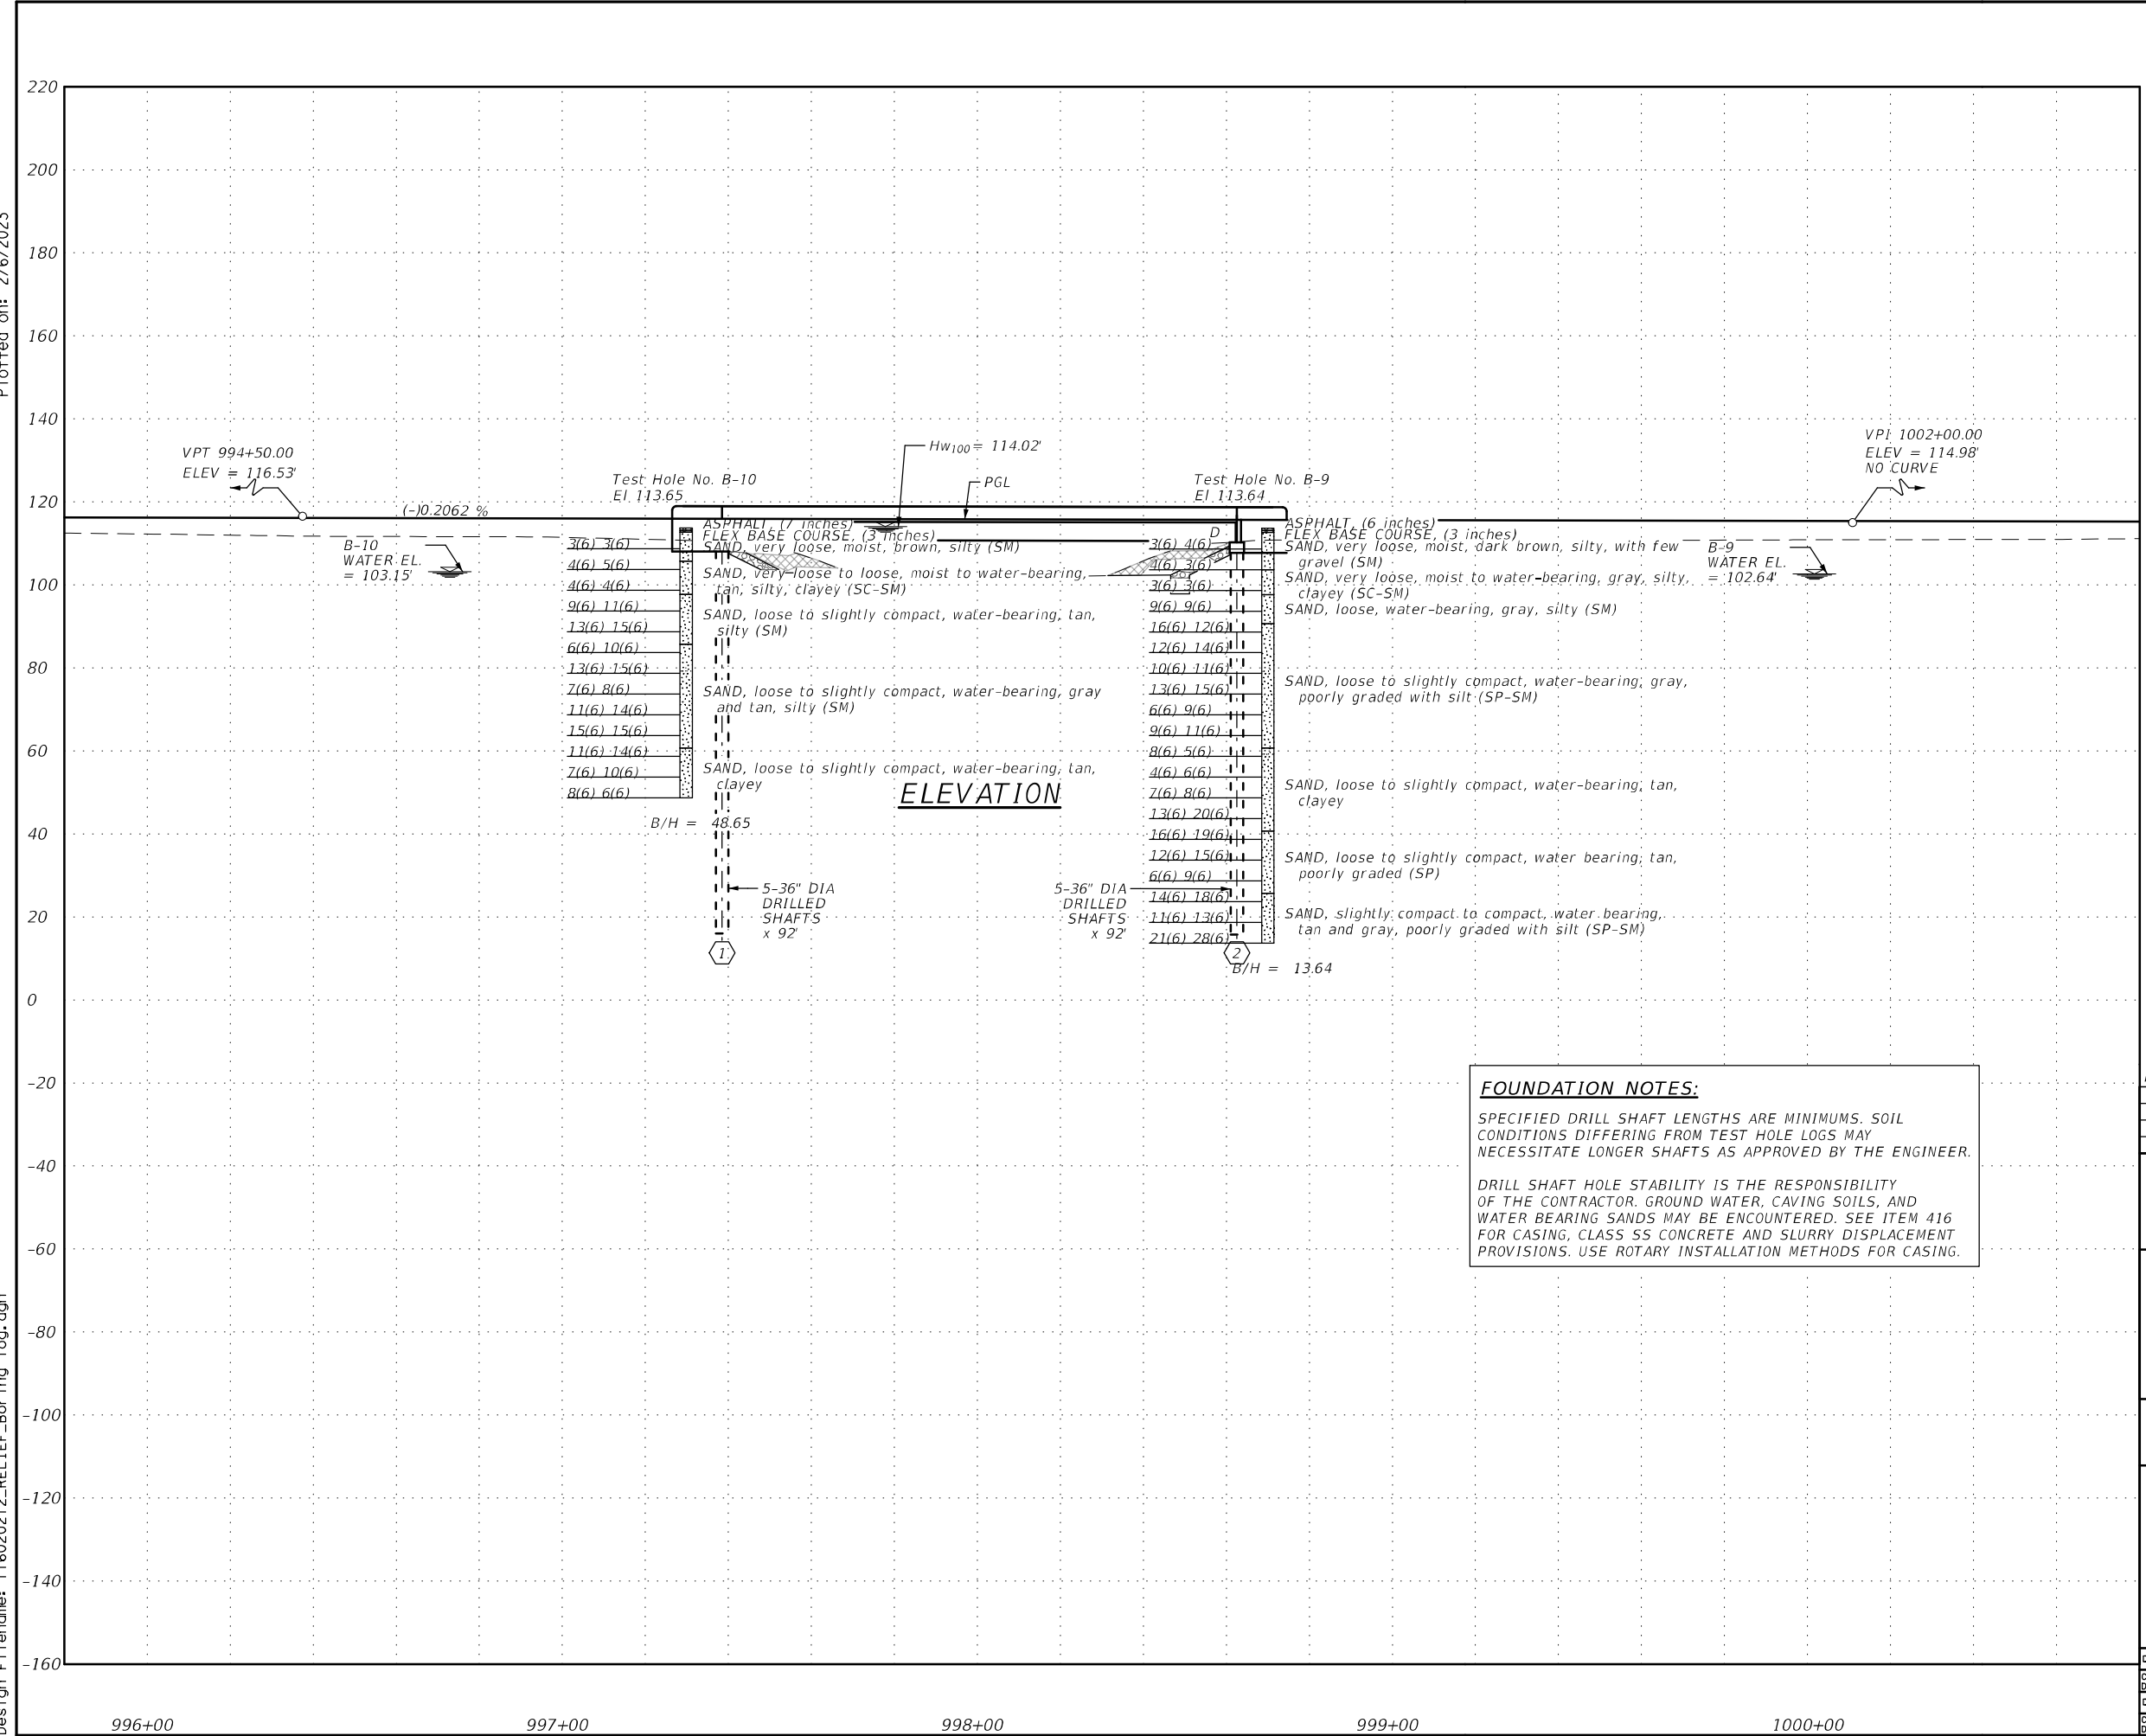 220
200
180
160
140
120
100
80
60
40
20
0
-20
-40
-60
-80
-100
-120
-140
-160
Plotted on: 2/6/2023
VPT 994+50.00
ELEV = 116.53'
(-)0.2062 %
B-10
WATER EL.
= 103.15'
Test Hole No. B-10
El 113.65
Hw100= 114.02'
PGL
Test Hole No. B-9
El 113.64
VPI 1002+00.00
ELEV = 114.98'
NO CURVE
B-9
WATER EL.
= 102.64'
3(6) 3(6)
4(6) 5(6)
4(6) 4(6)
9(6) 11(6)
13(6) 15(6)
6(6) 10(6)
13(6) 15(6)
7(6) 8(6)
11(6) 14(6)
15(6) 15(6)
11(6) 14(6)
7(6) 10(6)
8(6) 6(6)
B/H = 48.65
ASPHALT, (7 inches)
FLEX BASE COURSE, (3 inches)
SAND, very loose, moist, brown, silty (SM)
SAND, very loose to loose, moist to water-bearing,
tan, silty, clayey (SC-SM)
SAND, loose to slightly compact, water-bearing, tan,
silty (SM)
SAND, loose to slightly compact, water-bearing, gray
and tan, silty (SM)
SAND, loose to slightly compact, water-bearing, tan,
clayey
ELEVATION
5-36" DIA
DRILLED
SHAFTS
x 92'
1
D
3(6) 4(6)
4(6) 3(6)
3(6) 3(6)
9(6) 9(6)
16(6) 12(6)
12(6) 14(6)
10(6) 11(6)
13(6) 15(6)
6(6) 9(6)
9(6) 11(6)
8(6) 5(6)
4(6) 6(6)
7(6) 8(6)
13(6) 20(6)
16(6) 19(6)
12(6) 15(6)
6(6) 9(6)
14(6) 18(6)
11(6) 13(6)
21(6) 28(6)
5-36" DIA
DRILLED
SHAFTS
x 92'
2
B/H = 13.64
ASPHALT, (6 inches)
FLEX BASE COURSE, (3 inches)
SAND, very loose, moist, dark brown, silty, with few
gravel (SM)
SAND, very loose, moist to water-bearing, gray, silty,
clayey (SC-SM)
SAND, loose, water-bearing, gray, silty (SM)
SAND, loose to slightly compact, water-bearing, gray,
poorly graded with silt (SP-SM)
SAND, loose to slightly compact, water-bearing, tan,
clayey
SAND, loose to slightly compact, water bearing, tan,
poorly graded (SP)
SAND, slightly compact to compact, water bearing,
tan and gray, poorly graded with silt (SP-SM)
FOUNDATION NOTES:
SPECIFIED DRILL SHAFT LENGTHS ARE MINIMUMS. SOIL
CONDITIONS DIFFERING FROM TEST HOLE LOGS MAY
NECESSITATE LONGER SHAFTS AS APPROVED BY THE ENGINEER.
DRILL SHAFT HOLE STABILITY IS THE RESPONSIBILITY
OF THE CONTRACTOR. GROUND WATER, CAVING SOILS, AND
WATER BEARING SANDS MAY BE ENCOUNTERED. SEE ITEM 416
FOR CASING, CLASS SS CONCRETE AND SLURRY DISPLACEMENT
PROVISIONS. USE ROTARY INSTALLATION METHODS FOR CASING.
996+00
997+00
998+00
999+00
1000+00